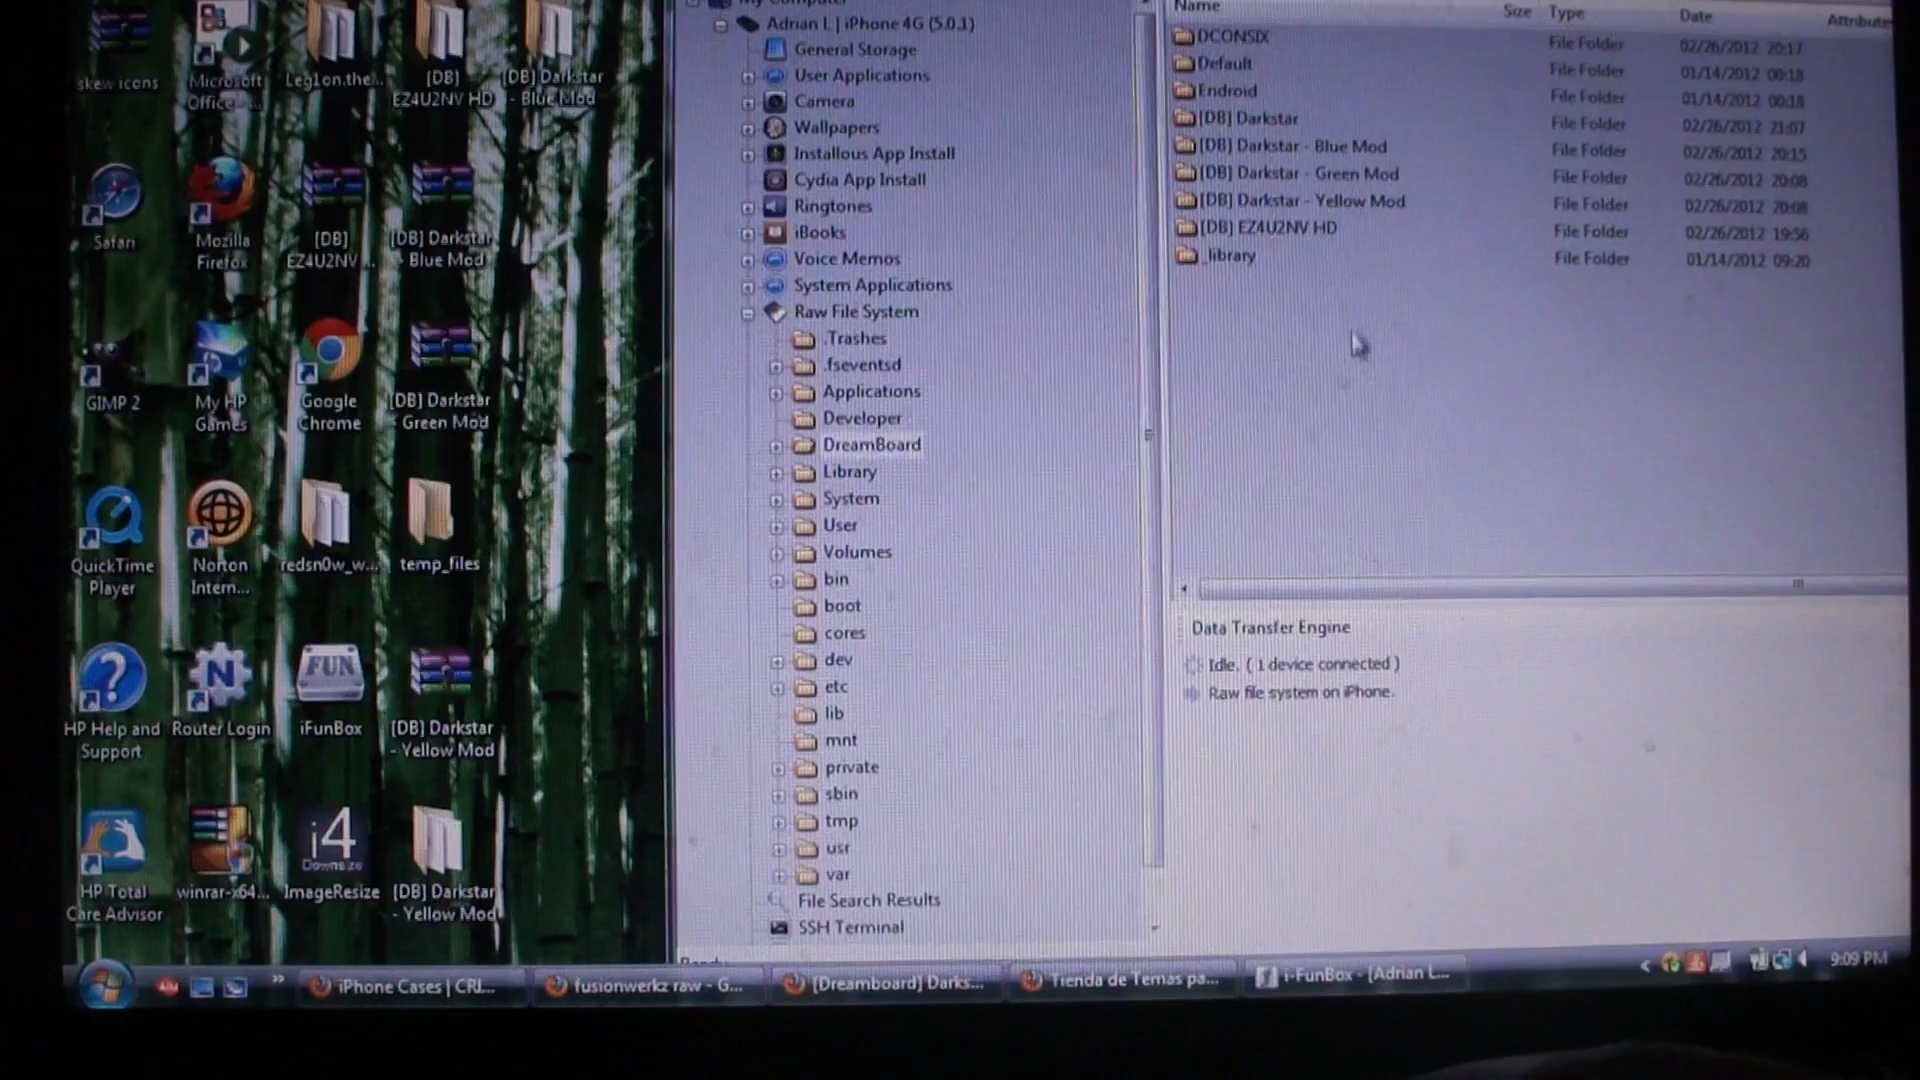 skew icons
Microsoft
Office - ...
Leg1on.the...
[DB]
EZ4U2NV HD
[DB] Darkstar
- Blue Mod
Safari
Mozilla
Firefox
[DB]
EZ4U2NV ...
[DB] Darkstar
- Blue Mod
GIMP 2
My HP
Games
Google
Chrome
[DB] Darkstar
- Green Mod
QuickTime
Player
Norton
Intern...
redsn0w_w...
temp_files
HP Help and
Support
Router Login
FUN
iFunBox
[DB] Darkstar
- Yellow Mod
HP Total
Care Advisor
winrar-x64...
i4
Downsize
ImageResize
[DB] Darkstar
- Yellow Mod
My Computer
Adrian L | iPhone 4G (5.0.1)
General Storage
User Applications
Camera
Wallpapers
Installous App Install
Cydia App Install
Ringtones
iBooks
Voice Memos
System Applications
Raw File System
.Trashes
.fseventsd
Applications
Developer
DreamBoard
Library
System
User
Volumes
bin
boot
cores
dev
etc
lib
mnt
private
sbin
tmp
usr
var
File Search Results
SSH Terminal
Name Size Type Date Attribute
DCONSIX File Folder 02/26/2012 20:17
Default File Folder 01/14/2012 00:18
Endroid File Folder 01/14/2012 00:18
[DB] Darkstar File Folder 02/26/2012 21:07
[DB] Darkstar - Blue Mod File Folder 02/26/2012 20:15
[DB] Darkstar - Green Mod File Folder 02/26/2012 20:08
[DB] Darkstar - Yellow Mod File Folder 02/26/2012 20:08
[DB] EZ4U2NV HD File Folder 02/26/2012 19:56
_library File Folder 01/14/2012 09:20
Data Transfer Engine
Idle. ( 1 device connected )
Raw file system on iPhone.
iPhone Cases | CRI...
fusionwerkz raw - G...
[Dreamboard] Darks...
Tienda de Temas pa...
i-FunBox - [Adrian L...
9:09 PM